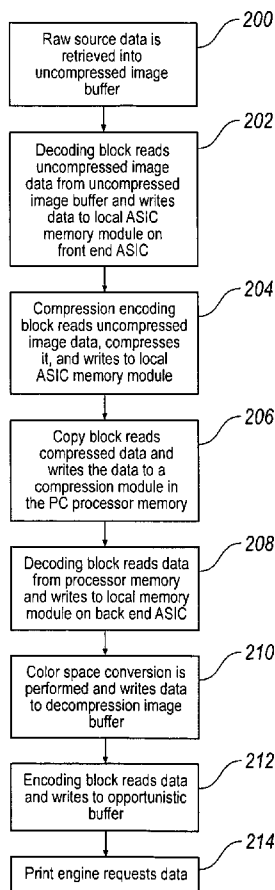 200
Raw source data is
retrieved into
uncompressed image
buffer
202
Decoding block reads
uncompressed image
data from uncompressed
image buffer and writes
data to local ASIC
memory module on
front end ASIC
204
Compression encoding
block reads uncompressed
image data, compresses
it, and writes to local
ASIC memory module
206
Copy block reads
compressed data and
writes the data to a
compression module in
the PC processor memory
208
Decoding block reads data
from processor memory
and writes to local memory
module on back end ASIC
210
Color space conversion is
performed and writes data
to decompression image
buffer
212
Encoding block reads data
and writes to opportunistic
buffer
214
Print engine requests data